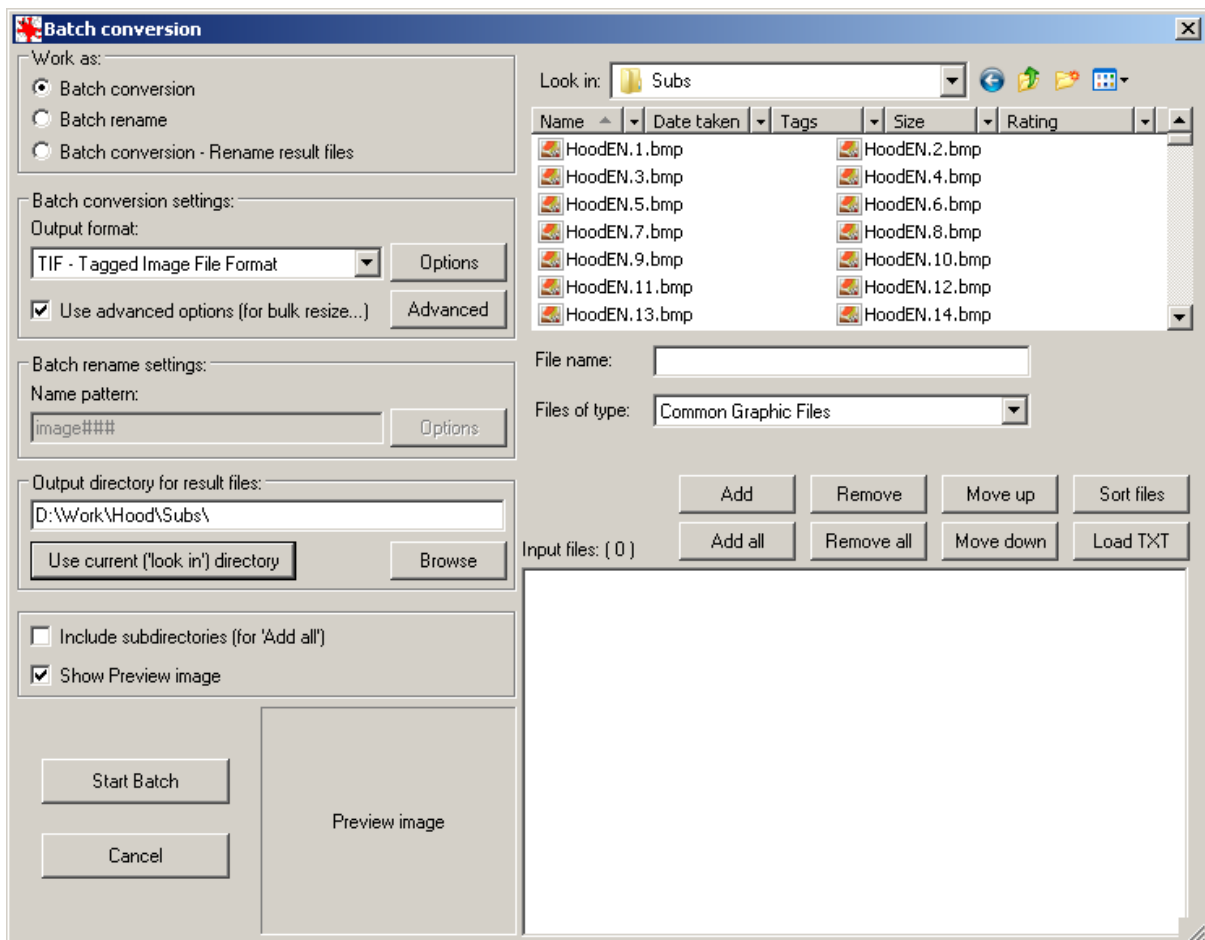 Batch conversion
Work as:
Batch conversion
Batch rename
Batch conversion - Rename result files
Batch conversion settings:
Output format:
TIF - Tagged Image File Format
Options
Use advanced options (for bulk resize...)
Advanced
Batch rename settings:
Name pattern:
image###
Options
Output directory for result files:
D:\Work\Hood\Subs\
Use current ('look in') directory
Browse
Include subdirectories (for 'Add all')
Show Preview image
Start Batch
Cancel
Preview image
Look in: Subs
Name Date taken Tags Size Rating
HoodEN.1.bmp HoodEN.2.bmp
HoodEN.3.bmp HoodEN.4.bmp
HoodEN.5.bmp HoodEN.6.bmp
HoodEN.7.bmp HoodEN.8.bmp
HoodEN.9.bmp HoodEN.10.bmp
HoodEN.11.bmp HoodEN.12.bmp
HoodEN.13.bmp HoodEN.14.bmp
File name:
Files of type: Common Graphic Files
Add Remove Move up Sort files
Input files: ( 0 ) Add all Remove all Move down Load TXT